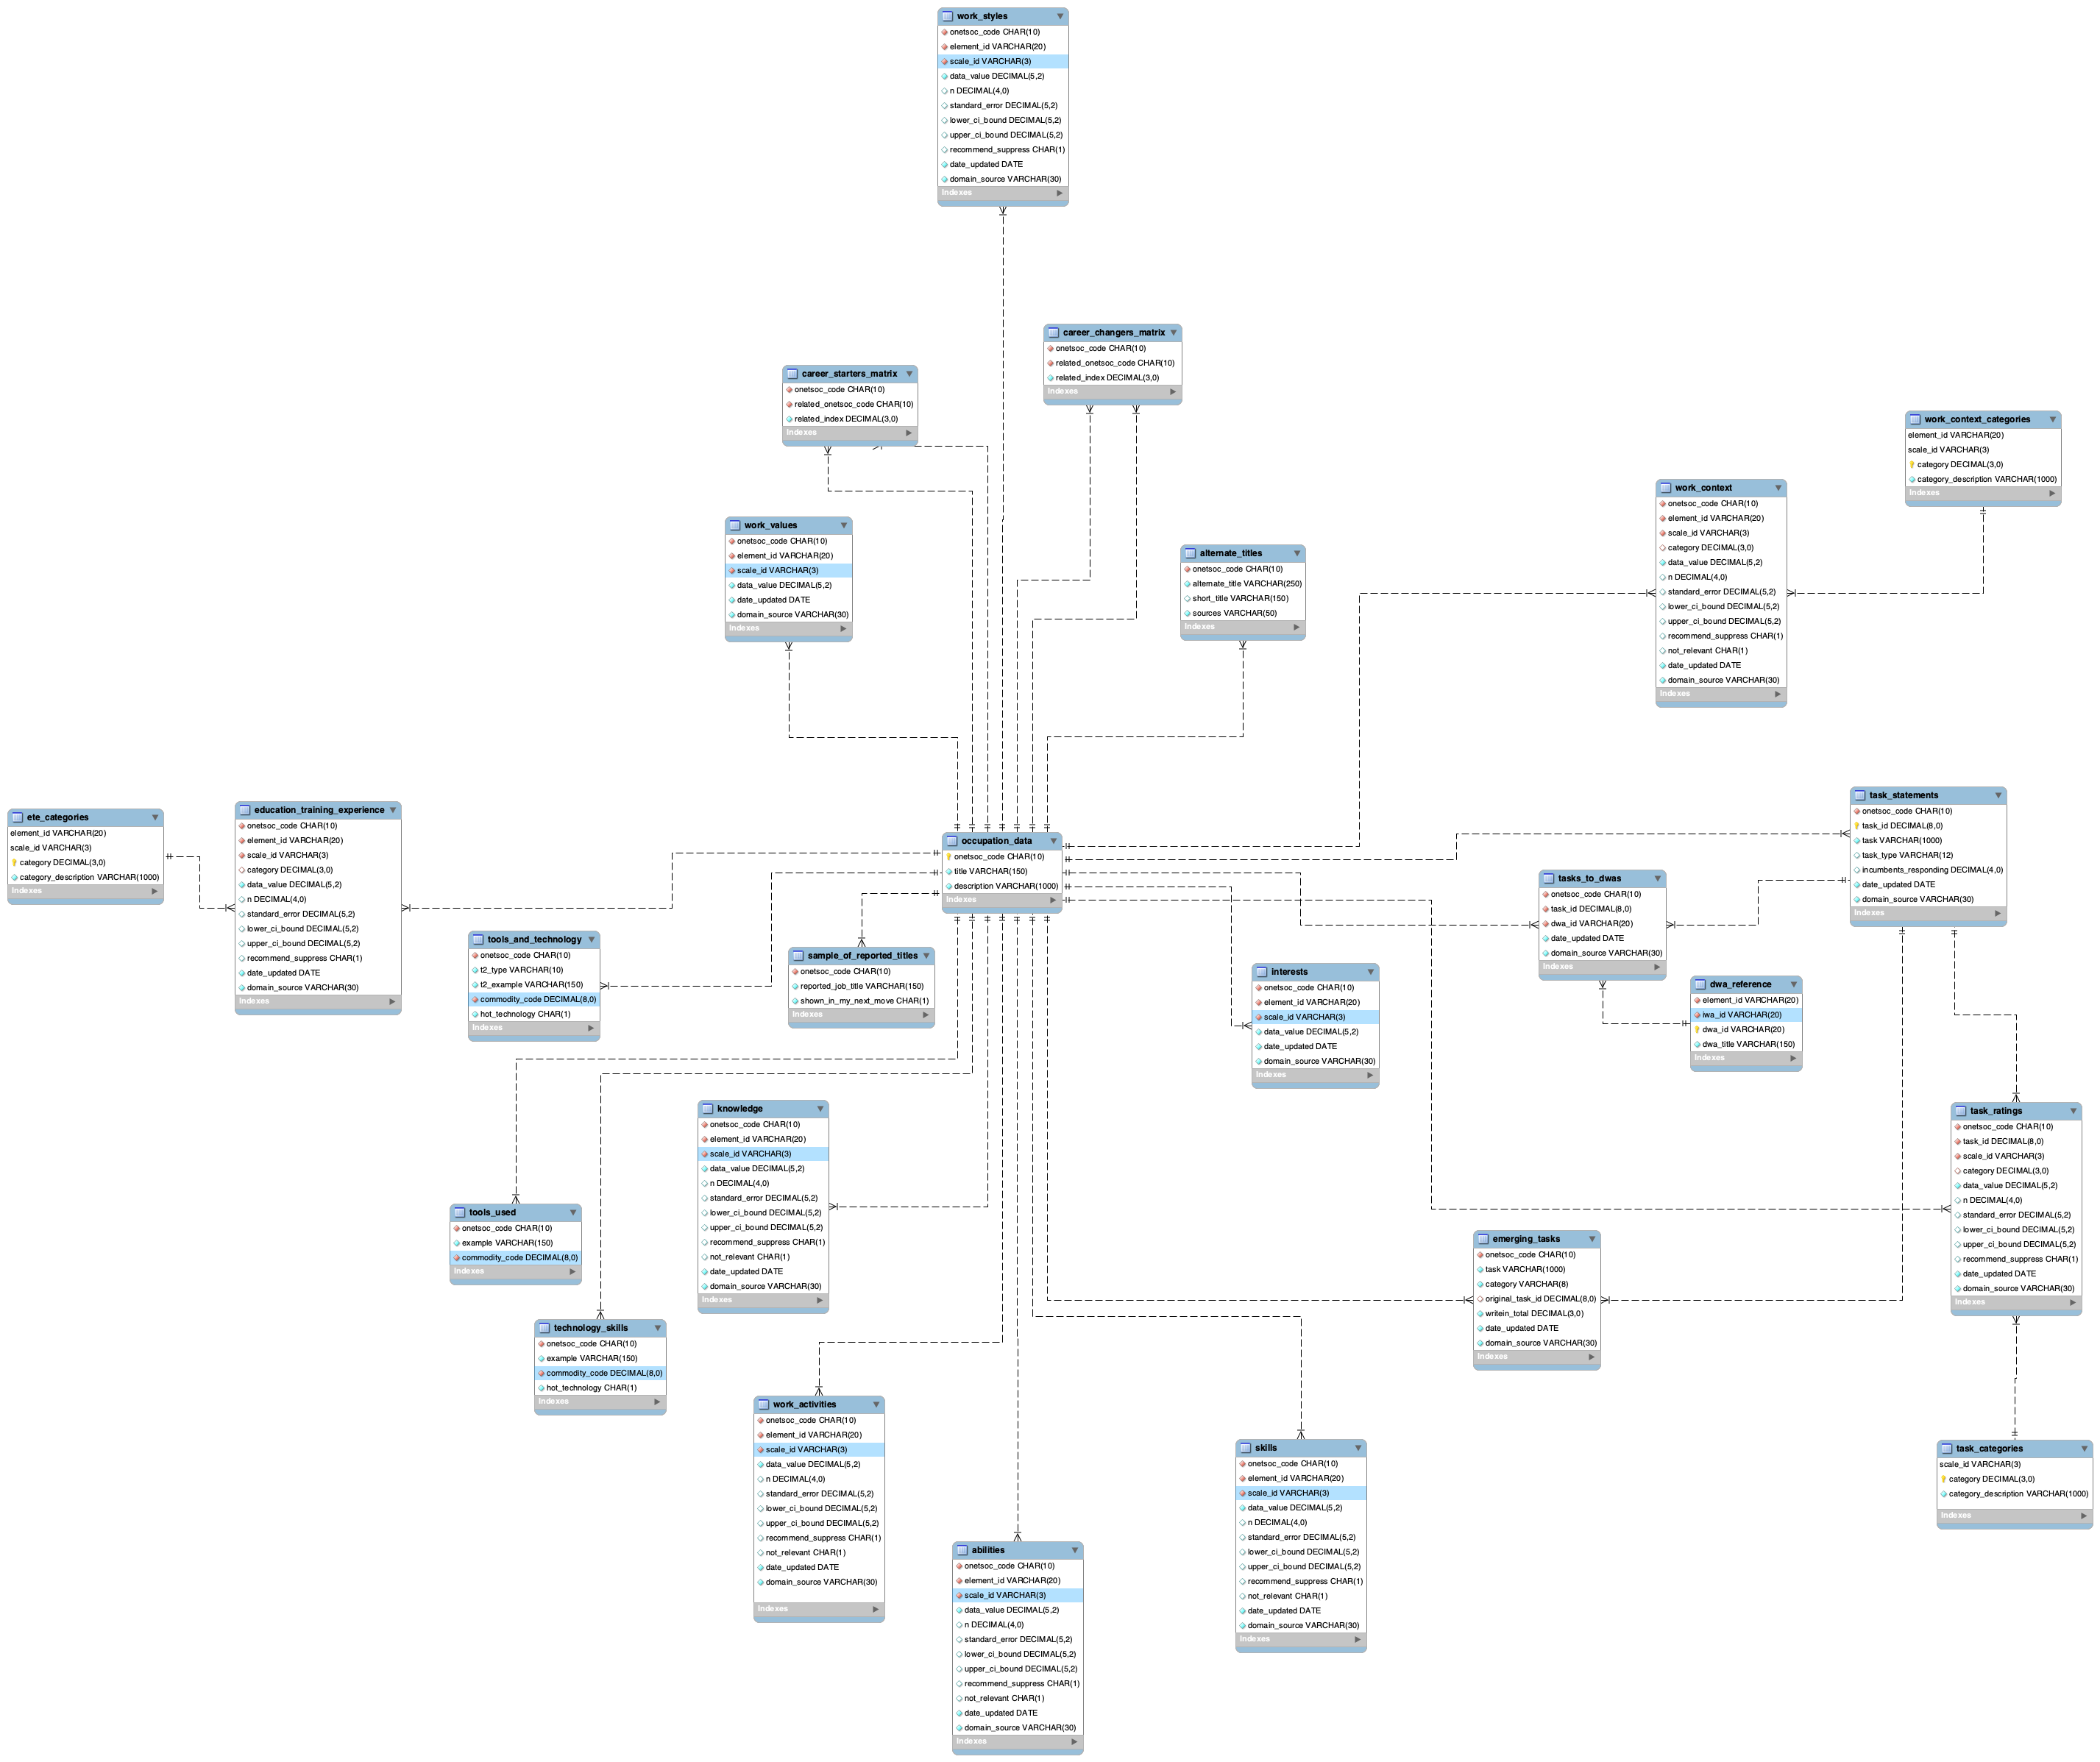 work_styles
onetsoc_code CHAR(10)
element_id VARCHAR(20)
scale_id VARCHAR(3)
data_value DECIMAL(5,2)
n DECIMAL(4,0)
standard_error DECIMAL(5,2)
lower_ci_bound DECIMAL(5,2)
upper_ci_bound DECIMAL(5,2)
recommend_suppress CHAR(1)
date_updated DATE
domain_source VARCHAR(30)
Indexes
career_changers_matrix
onetsoc_code CHAR(10)
related_onetsoc_code CHAR(10)
related_index DECIMAL(3,0)
Indexes
career_starters_matrix
onetsoc_code CHAR(10)
related_onetsoc_code CHAR(10)
related_index DECIMAL(3,0)
Indexes
work_context_categories
element_id VARCHAR(20)
scale_id VARCHAR(3)
category DECIMAL(3,0)
category_description VARCHAR(1000)
Indexes
work_context
onetsoc_code CHAR(10)
element_id VARCHAR(20)
scale_id VARCHAR(3)
category DECIMAL(3,0)
data_value DECIMAL(5,2)
n DECIMAL(4,0)
standard_error DECIMAL(5,2)
lower_ci_bound DECIMAL(5,2)
upper_ci_bound DECIMAL(5,2)
recommend_suppress CHAR(1)
not_relevant CHAR(1)
date_updated DATE
domain_source VARCHAR(30)
Indexes
work_values
onetsoc_code CHAR(10)
element_id VARCHAR(20)
scale_id VARCHAR(3)
data_value DECIMAL(5,2)
date_updated DATE
domain_source VARCHAR(30)
Indexes
alternate_titles
onetsoc_code CHAR(10)
alternate_title VARCHAR(250)
short_title VARCHAR(150)
sources VARCHAR(50)
Indexes
ete_categories
element_id VARCHAR(20)
scale_id VARCHAR(3)
category DECIMAL(3,0)
category_description VARCHAR(1000)
Indexes
education_training_experience
onetsoc_code CHAR(10)
element_id VARCHAR(20)
scale_id VARCHAR(3)
category DECIMAL(3,0)
data_value DECIMAL(5,2)
n DECIMAL(4,0)
standard_error DECIMAL(5,2)
lower_ci_bound DECIMAL(5,2)
upper_ci_bound DECIMAL(5,2)
recommend_suppress CHAR(1)
date_updated DATE
domain_source VARCHAR(30)
Indexes
occupation_data
onetsoc_code CHAR(10)
title VARCHAR(150)
description VARCHAR(1000)
Indexes
task_statements
onetsoc_code CHAR(10)
task_id DECIMAL(8,0)
task VARCHAR(1000)
task_type VARCHAR(12)
incumbents_responding DECIMAL(4,0)
date_updated DATE
domain_source VARCHAR(30)
Indexes
tasks_to_dwas
onetsoc_code CHAR(10)
task_id DECIMAL(8,0)
dwa_id VARCHAR(20)
date_updated DATE
domain_source VARCHAR(30)
Indexes
tools_and_technology
onetsoc_code CHAR(10)
t2_type VARCHAR(10)
t2_example VARCHAR(150)
commodity_code DECIMAL(8,0)
hot_technology CHAR(1)
Indexes
sample_of_reported_titles
onetsoc_code CHAR(10)
reported_job_title VARCHAR(150)
shown_in_my_next_move CHAR(1)
Indexes
interests
onetsoc_code CHAR(10)
element_id VARCHAR(20)
scale_id VARCHAR(3)
data_value DECIMAL(5,2)
date_updated DATE
domain_source VARCHAR(30)
Indexes
dwa_reference
element_id VARCHAR(20)
iwa_id VARCHAR(20)
dwa_id VARCHAR(20)
dwa_title VARCHAR(150)
Indexes
knowledge
onetsoc_code CHAR(10)
element_id VARCHAR(20)
scale_id VARCHAR(3)
data_value DECIMAL(5,2)
n DECIMAL(4,0)
standard_error DECIMAL(5,2)
lower_ci_bound DECIMAL(5,2)
upper_ci_bound DECIMAL(5,2)
recommend_suppress CHAR(1)
not_relevant CHAR(1)
date_updated DATE
domain_source VARCHAR(30)
Indexes
task_ratings
onetsoc_code CHAR(10)
task_id DECIMAL(8,0)
scale_id VARCHAR(3)
category DECIMAL(3,0)
data_value DECIMAL(5,2)
n DECIMAL(4,0)
standard_error DECIMAL(5,2)
lower_ci_bound DECIMAL(5,2)
upper_ci_bound DECIMAL(5,2)
recommend_suppress CHAR(1)
date_updated DATE
domain_source VARCHAR(30)
Indexes
tools_used
onetsoc_code CHAR(10)
example VARCHAR(150)
commodity_code DECIMAL(8,0)
Indexes
emerging_tasks
onetsoc_code CHAR(10)
task VARCHAR(1000)
category VARCHAR(8)
original_task_id DECIMAL(8,0)
writein_total DECIMAL(3,0)
date_updated DATE
domain_source VARCHAR(30)
Indexes
technology_skills
onetsoc_code CHAR(10)
example VARCHAR(150)
commodity_code DECIMAL(8,0)
hot_technology CHAR(1)
Indexes
work_activities
onetsoc_code CHAR(10)
element_id VARCHAR(20)
scale_id VARCHAR(3)
data_value DECIMAL(5,2)
n DECIMAL(4,0)
standard_error DECIMAL(5,2)
lower_ci_bound DECIMAL(5,2)
upper_ci_bound DECIMAL(5,2)
recommend_suppress CHAR(1)
not_relevant CHAR(1)
date_updated DATE
domain_source VARCHAR(30)
Indexes
skills
onetsoc_code CHAR(10)
element_id VARCHAR(20)
scale_id VARCHAR(3)
data_value DECIMAL(5,2)
n DECIMAL(4,0)
standard_error DECIMAL(5,2)
lower_ci_bound DECIMAL(5,2)
upper_ci_bound DECIMAL(5,2)
recommend_suppress CHAR(1)
not_relevant CHAR(1)
date_updated DATE
domain_source VARCHAR(30)
Indexes
task_categories
scale_id VARCHAR(3)
category DECIMAL(3,0)
category_description VARCHAR(1000)
Indexes
abilities
onetsoc_code CHAR(10)
element_id VARCHAR(20)
scale_id VARCHAR(3)
data_value DECIMAL(5,2)
n DECIMAL(4,0)
standard_error DECIMAL(5,2)
lower_ci_bound DECIMAL(5,2)
upper_ci_bound DECIMAL(5,2)
recommend_suppress CHAR(1)
not_relevant CHAR(1)
date_updated DATE
domain_source VARCHAR(30)
Indexes